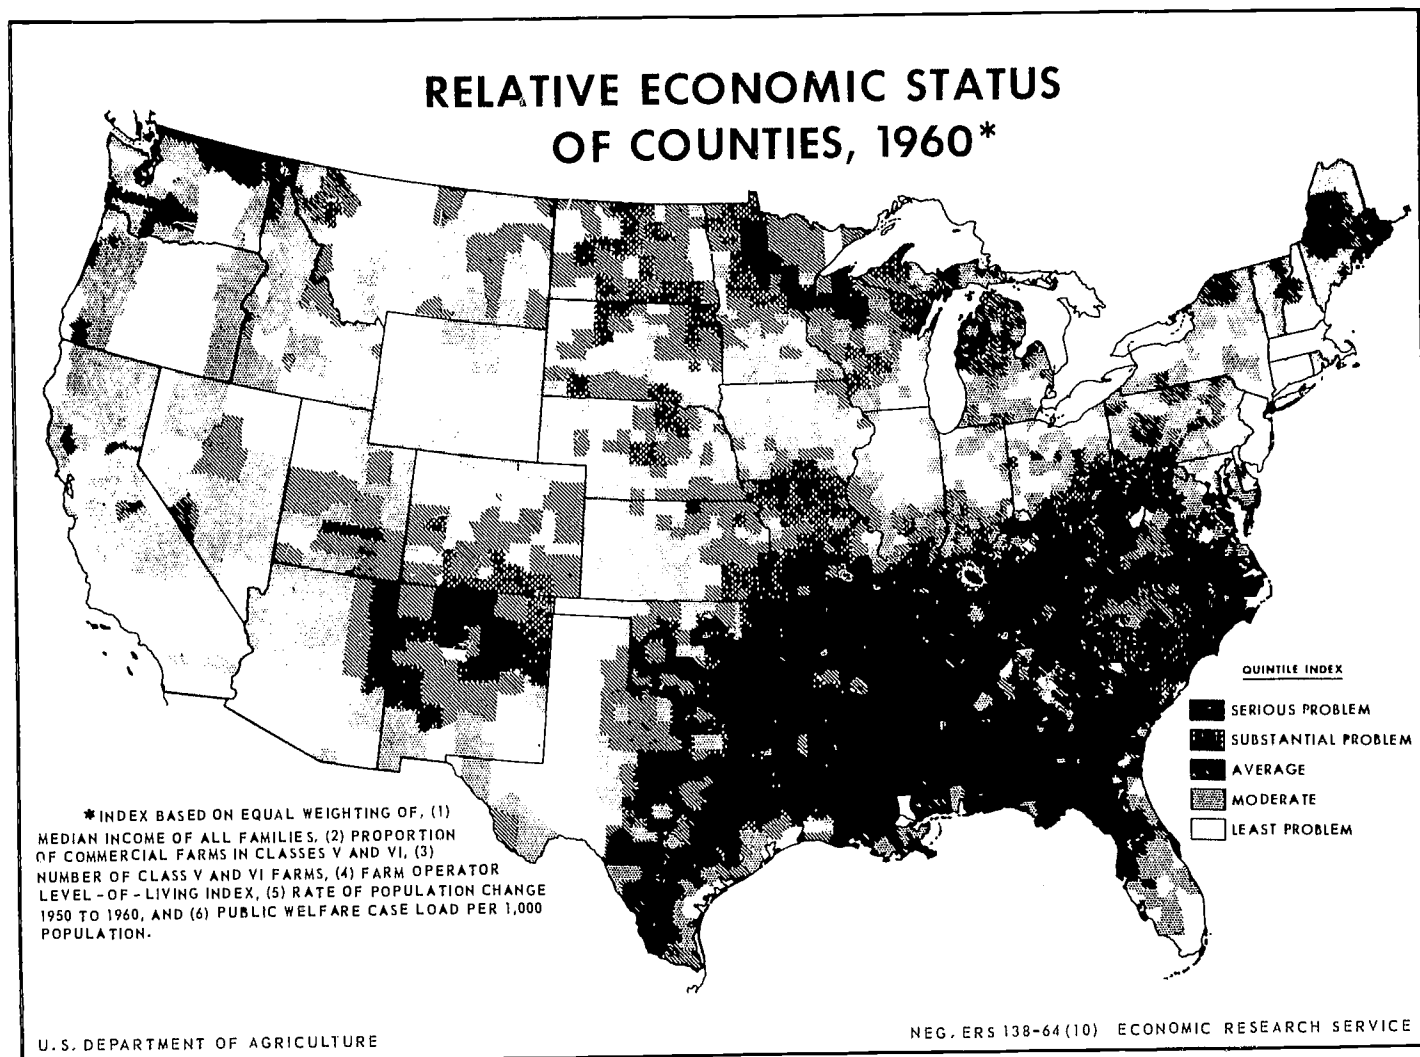 RELATIVE ECONOMIC STATUS
OF COUNTIES, 1960*
QUINTILE INDEX
SERIOUS PROBLEM
SUBSTANTIAL PROBLEM
AVERAGE
MODERATE
LEAST PROBLEM
*INDEX BASED ON EQUAL WEIGHTING OF, (1)
MEDIAN INCOME OF ALL FAMILIES, (2) PROPORTION
OF COMMERCIAL FARMS IN CLASSES V AND VI, (3)
NUMBER OF CLASS V AND VI FARMS, (4) FARM OPERATOR
LEVEL-OF-LIVING INDEX, (5) RATE OF POPULATION CHANGE
1950 TO 1960, AND (6) PUBLIC WELFARE CASE LOAD PER 1,000
POPULATION.
U.S. DEPARTMENT OF AGRICULTURE
NEG. ERS 138-64(10) ECONOMIC RESEARCH SERVICE